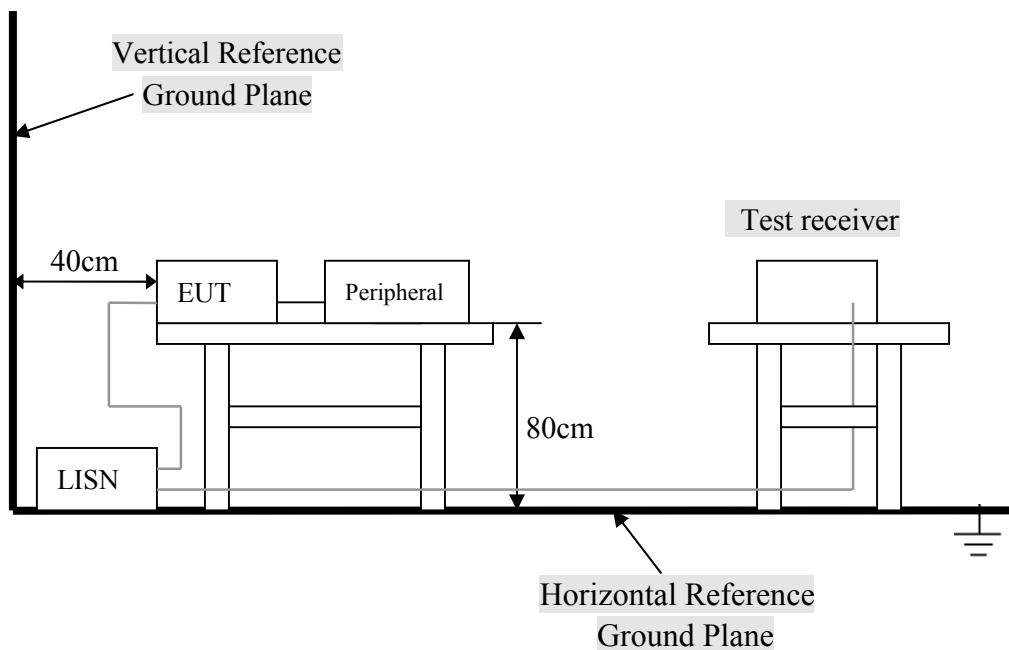 Vertical Reference
Ground Plane
Test receiver
40cm
EUT
Peripheral
80cm
LISN
Horizontal Reference
Ground Plane